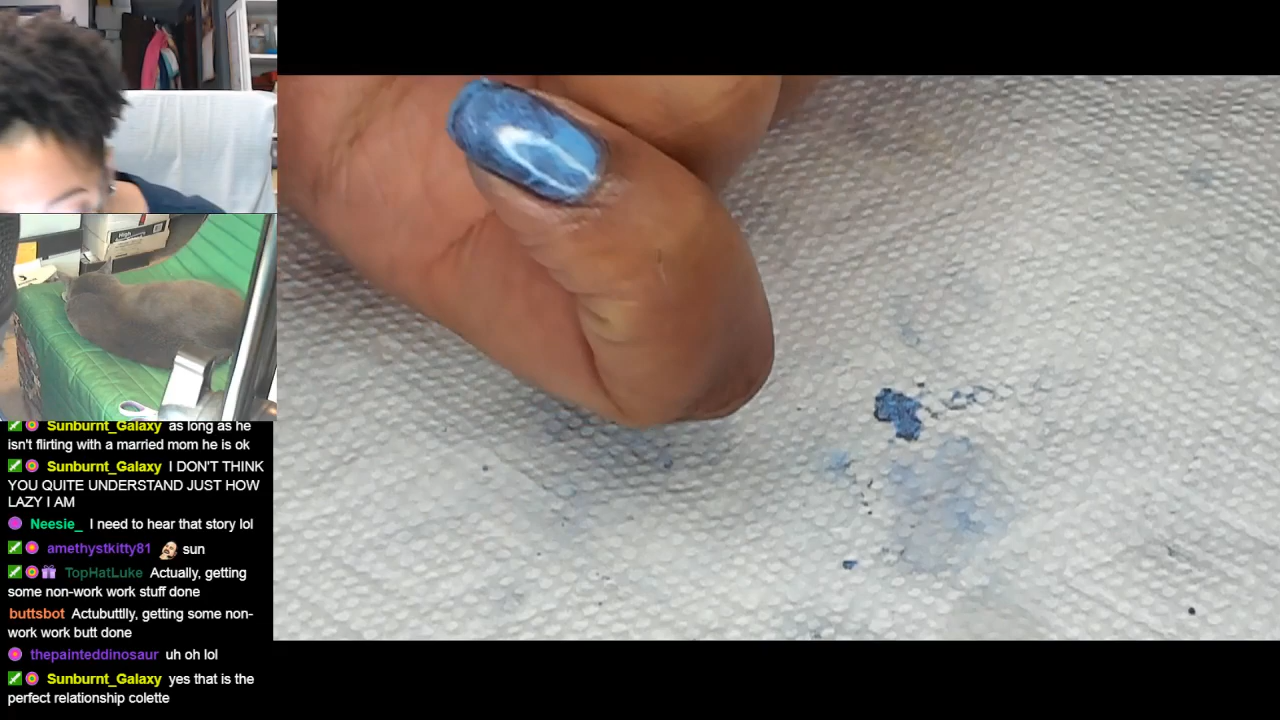 High
Sunburnt_Galaxy as long as he
isn't flirting with a married mom he is ok
Sunburnt_Galaxy I DON'T THINK
YOU QUITE UNDERSTAND JUST HOW
LAZY I AM
Neesie_ I need to hear that story lol
amethystkitty81 sun
TopHatLuke Actually, getting
some non-work work stuff done
buttsbot Actubuttlly, getting some non-
work work butt done
thepainteddinosaur uh oh lol
Sunburnt_Galaxy yes that is the
perfect relationship colette